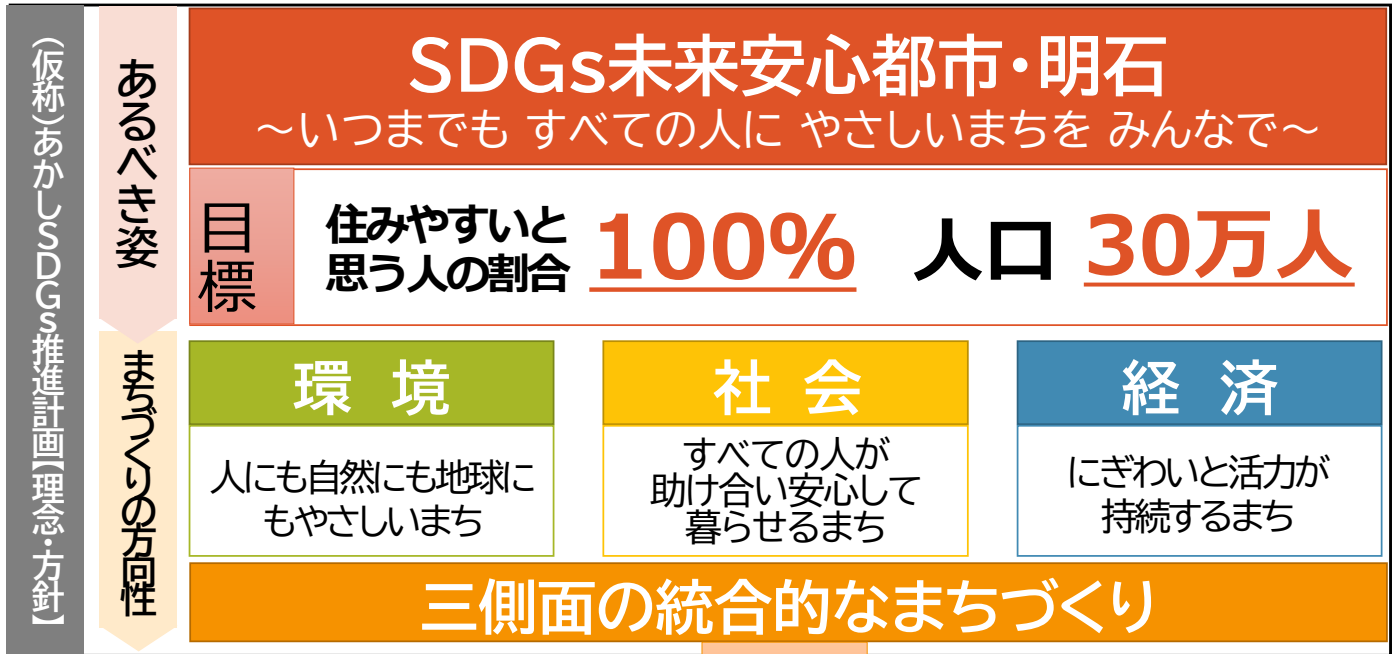 (仮称)あかしSDGs推進計画【理念・方針】
あるべき姿
SDGs未来安心都市・明石
～いつまでも すべての人に やさしいまちを みんなで～
目
標
住みやすいと
思う人の割合
100%
人口
30万人
まちづくりの方向性
環 境
人にも自然にも地球に
もやさしいまち
社 会
すべての人が
助け合い安心して
暮らせるまち
経 済
にぎわいと活力が
持続するまち
三側面の統合的なまちづくり